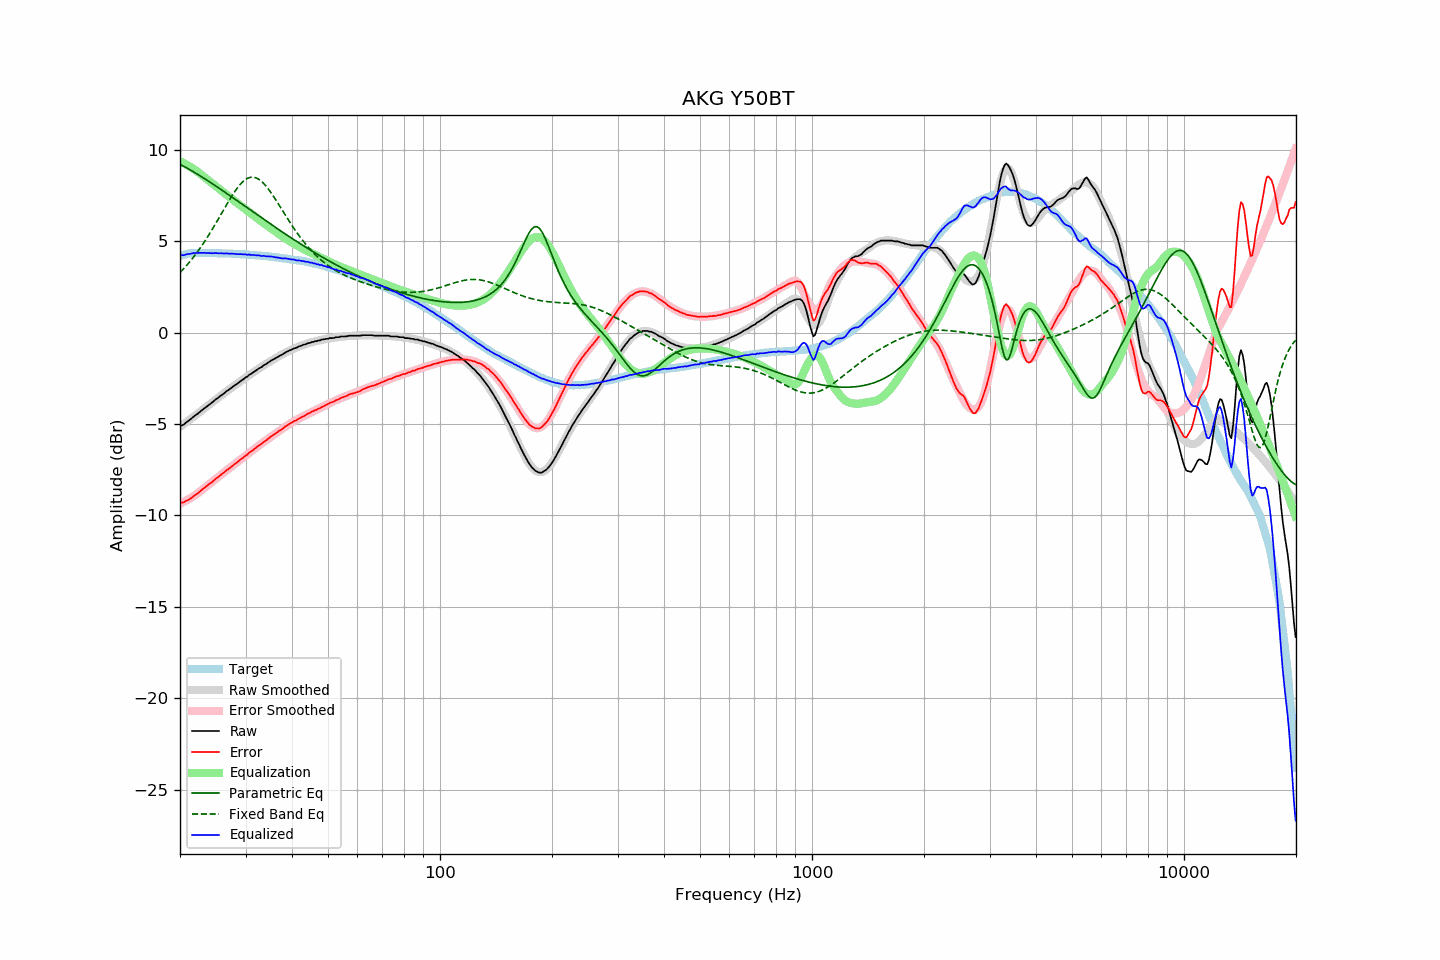 AKG Y50BT
10
5
0
−5
−10
−15
−20
−25
Amplitude (dBr)
Target
Raw Smoothed
Error Smoothed
Raw
Error
Equalization
Parametric Eq
Fixed Band Eq
Equalized
100
1000
10000
Frequency (Hz)